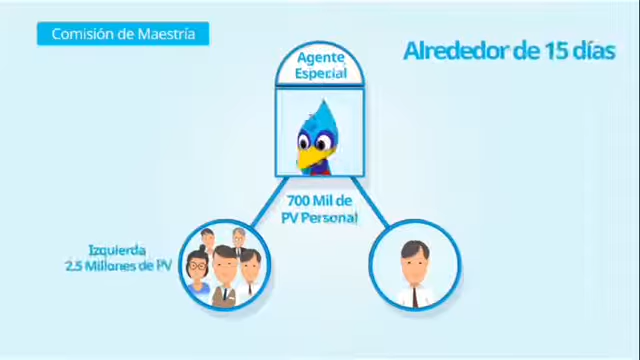 Comisión de Maestría
Alrededor de 15 días
Agente
Especial
700 Mil de
PV Personal
Izquierda
2.5 Millones de PV